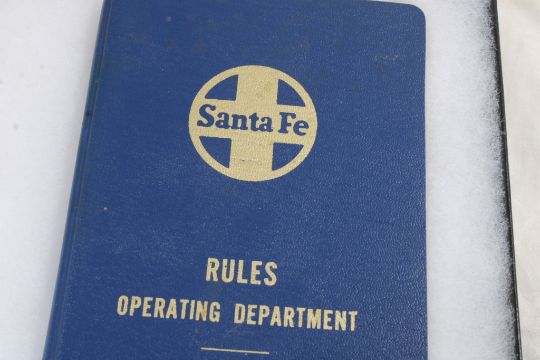 Santa Fe
RULES
OPERATING DEPARTMENT